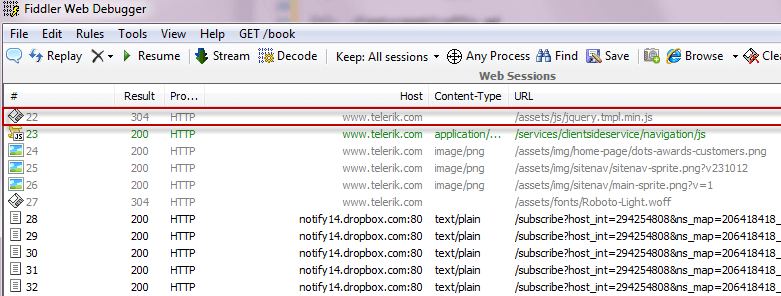 Fiddler Web Debugger
File Edit Rules Tools View Help GET /book
Replay Resume Stream Decode Keep: All sessions Any Process Find Save Browse Clea
Web Sessions
# Result Pro... Host Content-Type URL
22 304 HTTP www.telerik.com /assets/js/jquery.tmpl.min.js
23 200 HTTP www.telerik.com application/... /services/clientsideservice/navigation/js
24 200 HTTP www.telerik.com image/png /assets/img/home-page/dots-awards-customers.png
25 200 HTTP www.telerik.com image/png /assets/img/sitenav/sitenav-sprite.png?v231012
26 200 HTTP www.telerik.com image/png /assets/img/sitenav/main-sprite.png?v=1
27 304 HTTP www.telerik.com /assets/fonts/Roboto-Light.woff
28 200 HTTP notify14.dropbox.com:80 text/plain /subscribe?host_int=294254808&ns_map=206418418_
29 200 HTTP notify14.dropbox.com:80 text/plain /subscribe?host_int=294254808&ns_map=206418418_
30 200 HTTP notify14.dropbox.com:80 text/plain /subscribe?host_int=294254808&ns_map=206418418_
31 200 HTTP notify14.dropbox.com:80 text/plain /subscribe?host_int=294254808&ns_map=206418418_
32 200 HTTP notify14.dropbox.com:80 text/plain /subscribe?host_int=294254808&ns_map=206418418_